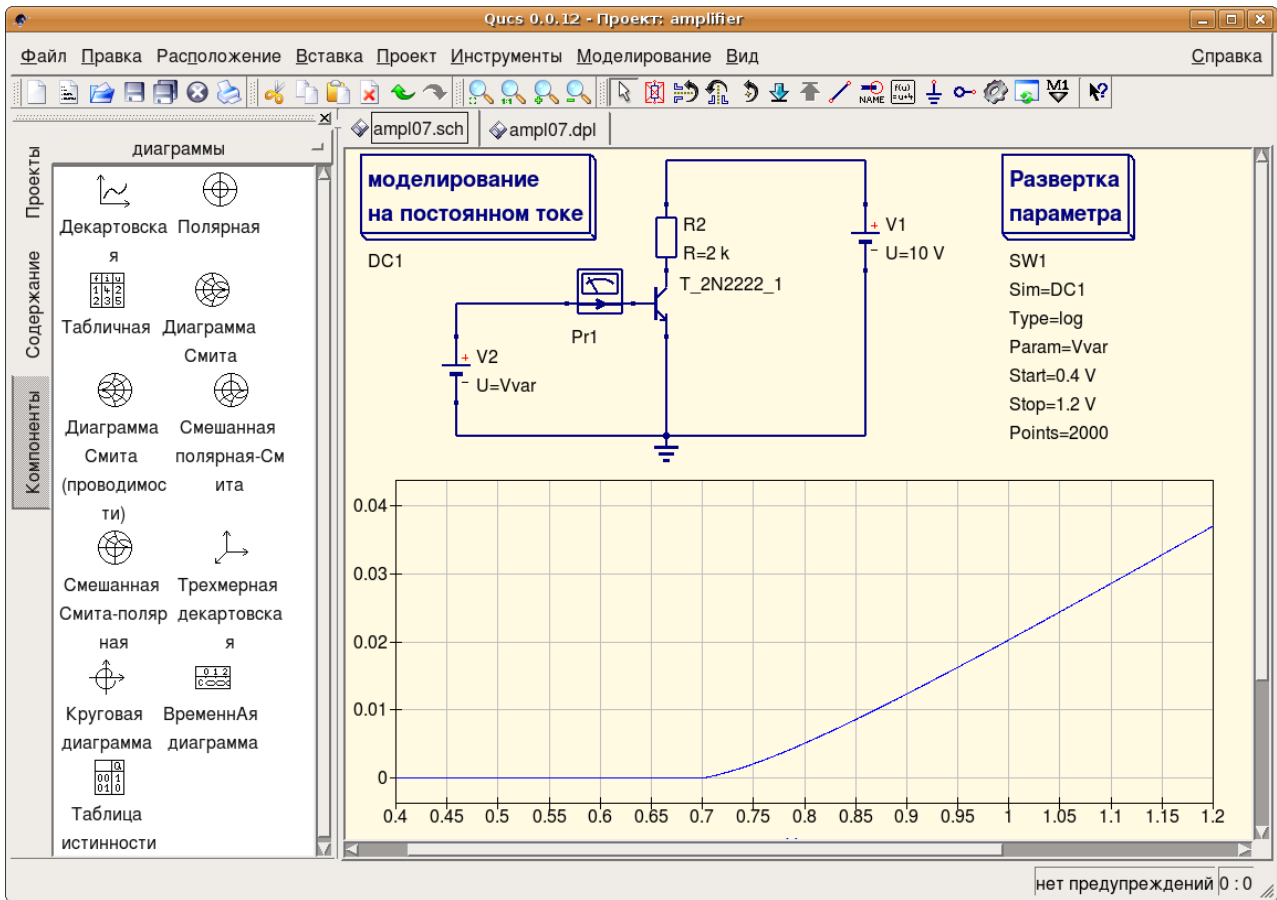 Qucs 0.0.12 - Проект: amplifier
Файл Правка Расположение Вставка Проект Инструменты Моделирование Вид Справка
NAME
f(ω)
=u+4
M1
ampl07.sch ampl07.dpl
Проекты
Содержание
Компоненты
диаграммы
Декартовска
я
Полярная
Табличная
Диаграмма
Смита
Диаграмма
Смита
(проводимос
ти)
Смешанная
полярная-См
ита
Смешанная
Смита-поляр
ная
Трехмерная
декартовска
я
Круговая
диаграмма
ВременнАя
диаграмма
Таблица
истинности
моделирование
на постоянном токе
DC1
R2
R=2 k
T_2N2222_1
Pr1
+ V2
− U=Vvar
+ V1
− U=10 V
Развертка
параметра
SW1
Sim=DC1
Type=log
Param=Vvar
Start=0.4 V
Stop=1.2 V
Points=2000
0.04
0.03
0.02
0.01
0
0.4 0.45 0.5 0.55 0.6 0.65 0.7 0.75 0.8 0.85 0.9 0.95 1 1.05 1.1 1.15 1.2
нет предупреждений 0 : 0